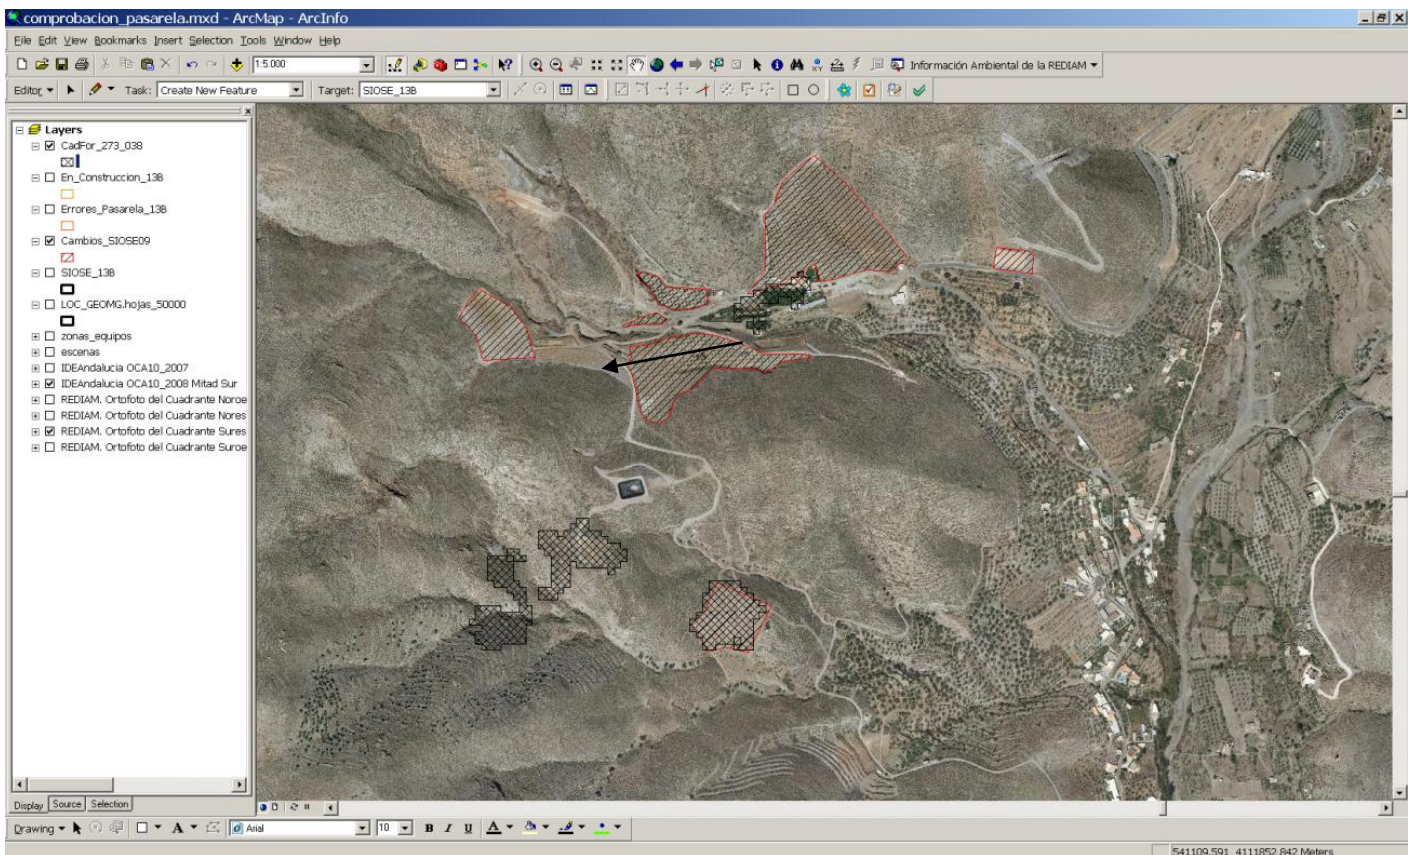 comprobacion_pasarela.mxd - ArcMap - ArcInfo
File Edit View Bookmarks Insert Selection Tools Window Help
1:5.000
Información Ambiental de la REDIAM
Editor Task: Create New Feature Target: SIOSE_13B
Layers
CadFor_273_038
En_Construccion_13B
Errores_Pasarela_13B
Cambios_SIOSE09
SIOSE_13B
LOC_GEOMG.hojas_50000
zonas_equipos
escenas
IDEAndalucia OCA10_2007
IDEAndalucia OCA10_2008 Mitad Sur
REDIAM. Ortofoto del Cuadrante Noroe
REDIAM. Ortofoto del Cuadrante Nores
REDIAM. Ortofoto del Cuadrante Sures
REDIAM. Ortofoto del Cuadrante Suroe
Display Source Selection
Drawing A Arial 10 B I U A
541109,591 4111852,842 Meters